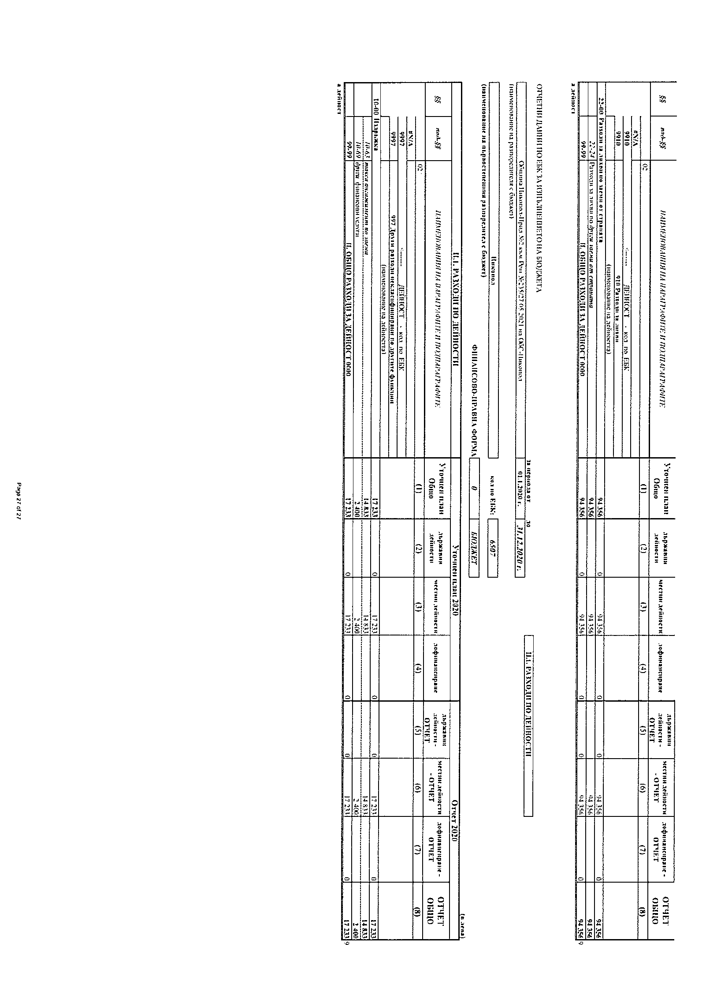 §§ под-§§ НАИМЕНОВАНИЯ НА ПАРАГРАФИТЕ И ПОДПАРАГРАФИТЕ Уточнен план Общо държавни дейности местни дейности дофинансиране държавни дейности - ОТЧЕТ местни дейности - ОТЧЕТ дофинансиране - ОТЧЕТ ОТЧЕТ ОБЩО
02 (1) (2) (3) (4) (5) (6) (7) (8)
#N/A
9910 <----- ДЕЙНОСТ - код по ЕБК
9910 910 Разходи за лихви
(наименование на дейността)
22-00 Разходи за лихви по заеми от страната 94 356 0 94 356 0 0 94 356 0 94 356
22-24 Разходи за лихви по други заеми от страната 94 356 94 356 94 356 94 356
99-99 II. ОБЩО РАЗХОДИ ЗА ДЕЙНОСТ 0000 94 356 0 94 356 0 0 94 356 0 94 356 9
а дейност
ОТЧЕТНИ ДАННИ ПО ЕБК ЗА ИЗПЪЛНЕНИЕТО НА БЮДЖЕТА
за периода от до II.1. РАЗХОДИ ПО ДЕЙНОСТИ
Община Никопол-Прил №2 към Реш №235/27 05 2021 на ОбС-Никопол 01.1.2020 г. 31.12.2020 г.
(наименование на разпоредителя с бюджет)
Никопол код по ЕБК: 6507
(наименование на първостепенния разпоредител с бюджет)
ФИНАНСОВО-ПРАВНА ФОРМА 0 БЮДЖЕТ
(в лева)
II.1. РАЗХОДИ ПО ДЕЙНОСТИ Уточнен план 2020 Отчет 2020
§§ под-§§ НАИМЕНОВАНИЯ НА ПАРАГРАФИТЕ И ПОДПАРАГРАФИТЕ Уточнен план Общо държавни дейности местни дейности дофинансиране държавни дейности - ОТЧЕТ местни дейности - ОТЧЕТ дофинансиране - ОТЧЕТ ОТЧЕТ ОБЩО
02 (1) (2) (3) (4) (5) (6) (7) (8)
#N/A
9997 <----- ДЕЙНОСТ - код по ЕБК
9997 997 Други разходи некласифицирани по другите функции
(наименование на дейността)
10-00 Издръжка 17 233 0 17 233 0 0 17 233 0 17 233
10-63 такси ангажимент по заеми 14 833 14 833 14 833 14 833
10-69 други финансови услуги 2 400 2 400 2 400 2 400
99-99 II. ОБЩО РАЗХОДИ ЗА ДЕЙНОСТ 0000 17 233 0 17 233 0 0 17 233 0 17 233 9
а дейност
Page 27 of 27